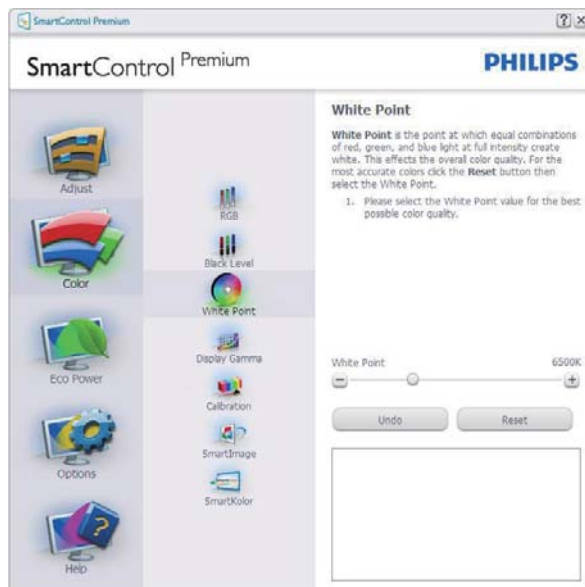 SmartControl Premium
SmartControl Premium
PHILIPS
Adjust
Color
Eco Power
Options
Help
RGB
Black Level
White Point
Display Gamma
Calibration
SmartImage
SmartKolor
White Point
White Point is the point at which equal combinations
of red, green, and blue light at full intensity create
white. This effects the overall color quality. For the
most accurate colors click the Reset button then
select the White Point.
1. Please select the White Point value for the best
possible color quality.
White Point 6500K
Undo Reset